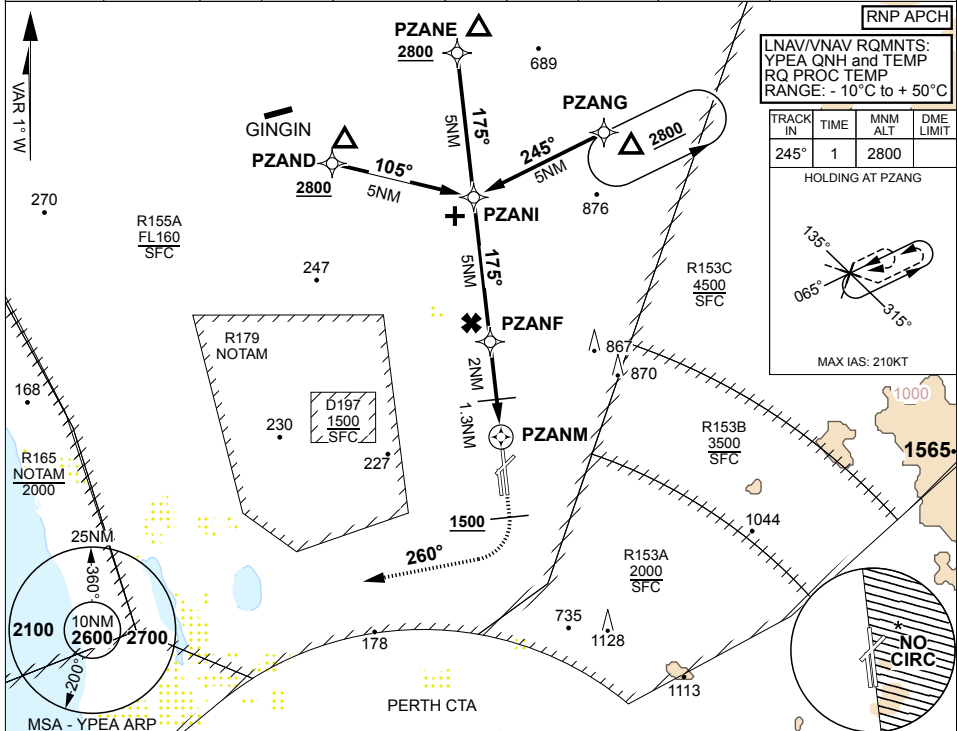 RNP APCH
LNAV/VNAV RQMNTS:
YPEA QNH and TEMP
RQ PROC TEMP
RANGE: - 10°C to + 50°C
TRACK IN
TIME
MNM ALT
DME LIMIT
245°
1
2800
HOLDING AT PZANG
135°
065°
315°
MAX IAS: 210KT
VAR 1° W
PZANE
2800
689
175°
5NM
PZANG
2800
245°
5NM
GINGIN
PZAND
2800
105°
5NM
PZANI
876
270
R155A
FL160
SFC
247
175°
5NM
R153C
4500
SFC
PZANF
R179
NOTAM
867
870
2NM
1.3NM
168
D197
1500
SFC
230
227
PZANM
R153B
3500
SFC
1000
1565
R165
NOTAM
2000
1500
260°
1044
R153A
2000
SFC
25NM
360°
10NM
2100
2600
2700
200°
MSA - YPEA ARP
178
735
1128
1113
PERTH CTA
*
NO
CIRC